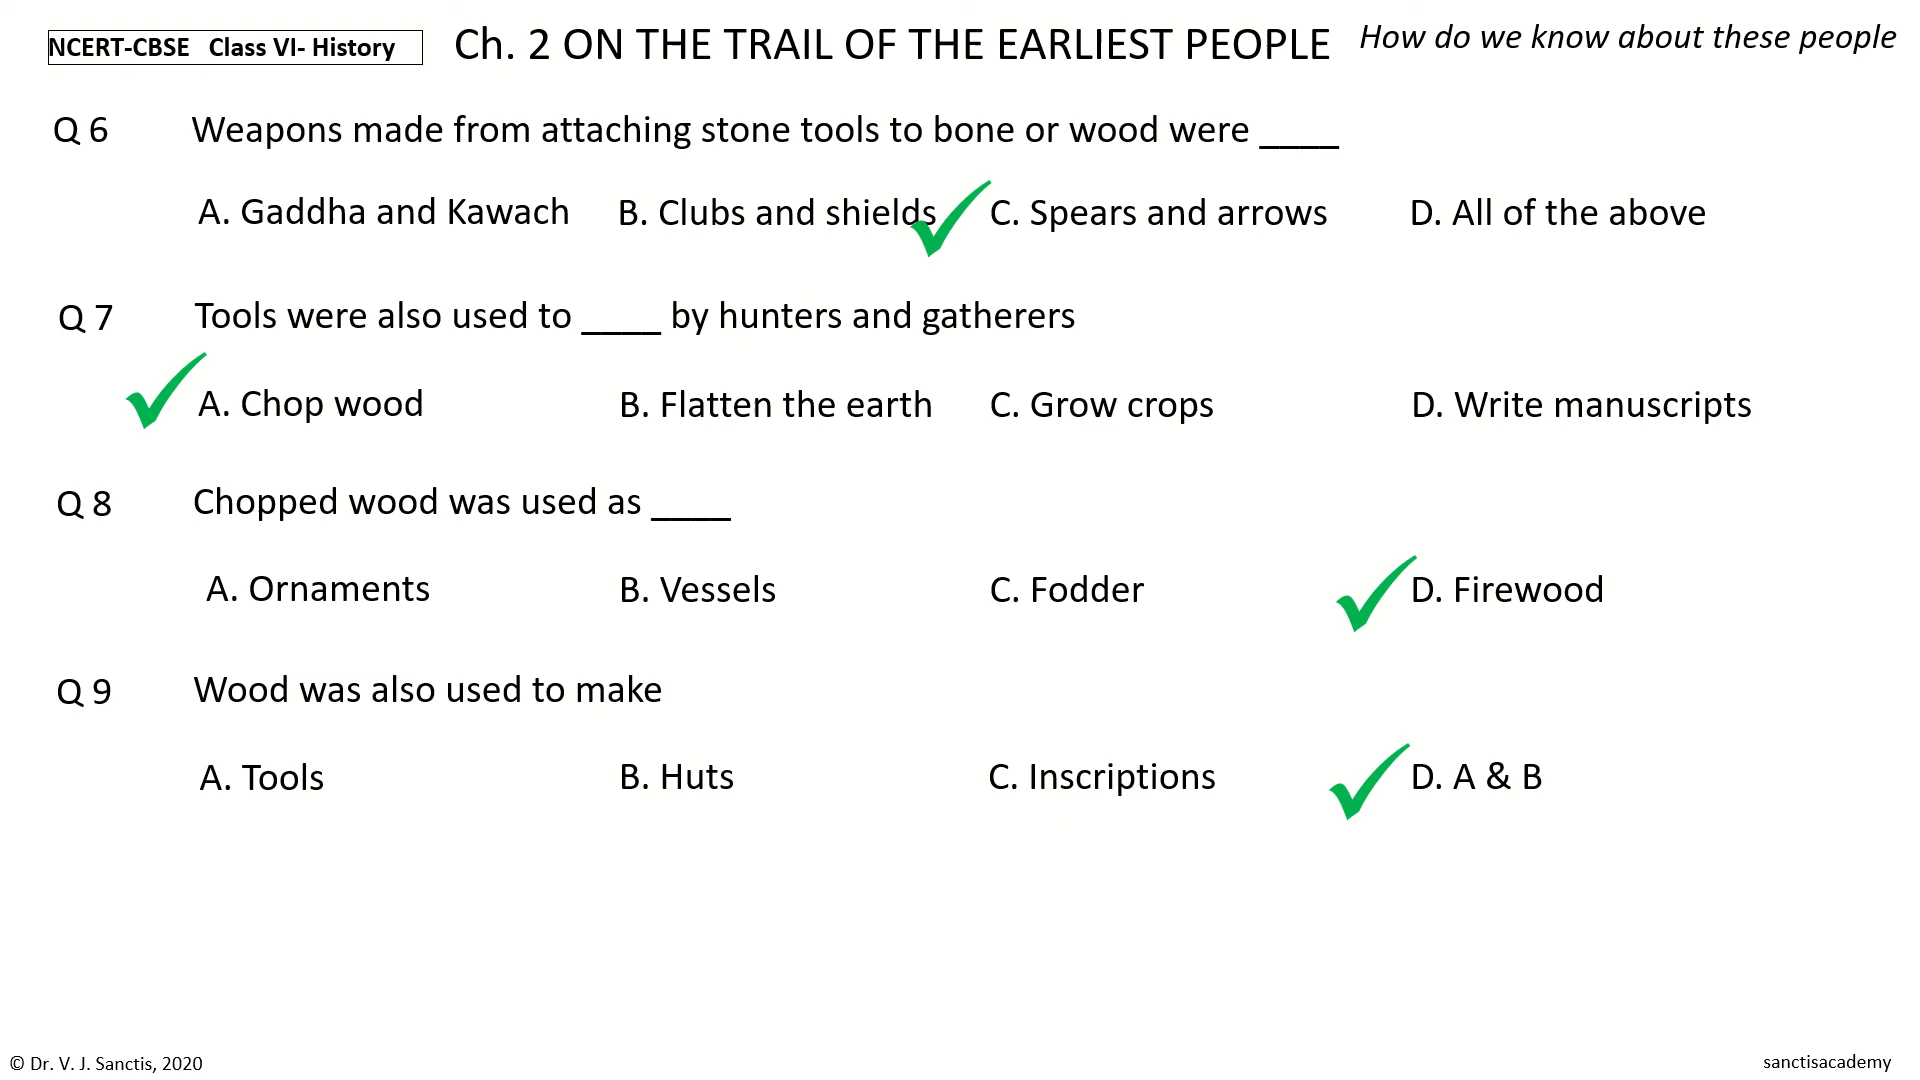 NCERT-CBSE Class VI- History Ch. 2 ON THE TRAIL OF THE EARLIEST PEOPLE How do we know about these people
Q 6 Weapons made from attaching stone tools to bone or wood were ____
A. Gaddha and Kawach B. Clubs and shields C. Spears and arrows D. All of the above
Q 7 Tools were also used to ____ by hunters and gatherers
A. Chop wood B. Flatten the earth C. Grow crops D. Write manuscripts
Q 8 Chopped wood was used as ____
A. Ornaments B. Vessels C. Fodder D. Firewood
Q 9 Wood was also used to make
A. Tools B. Huts C. Inscriptions D. A & B
© Dr. V. J. Sanctis, 2020 sanctisacademy